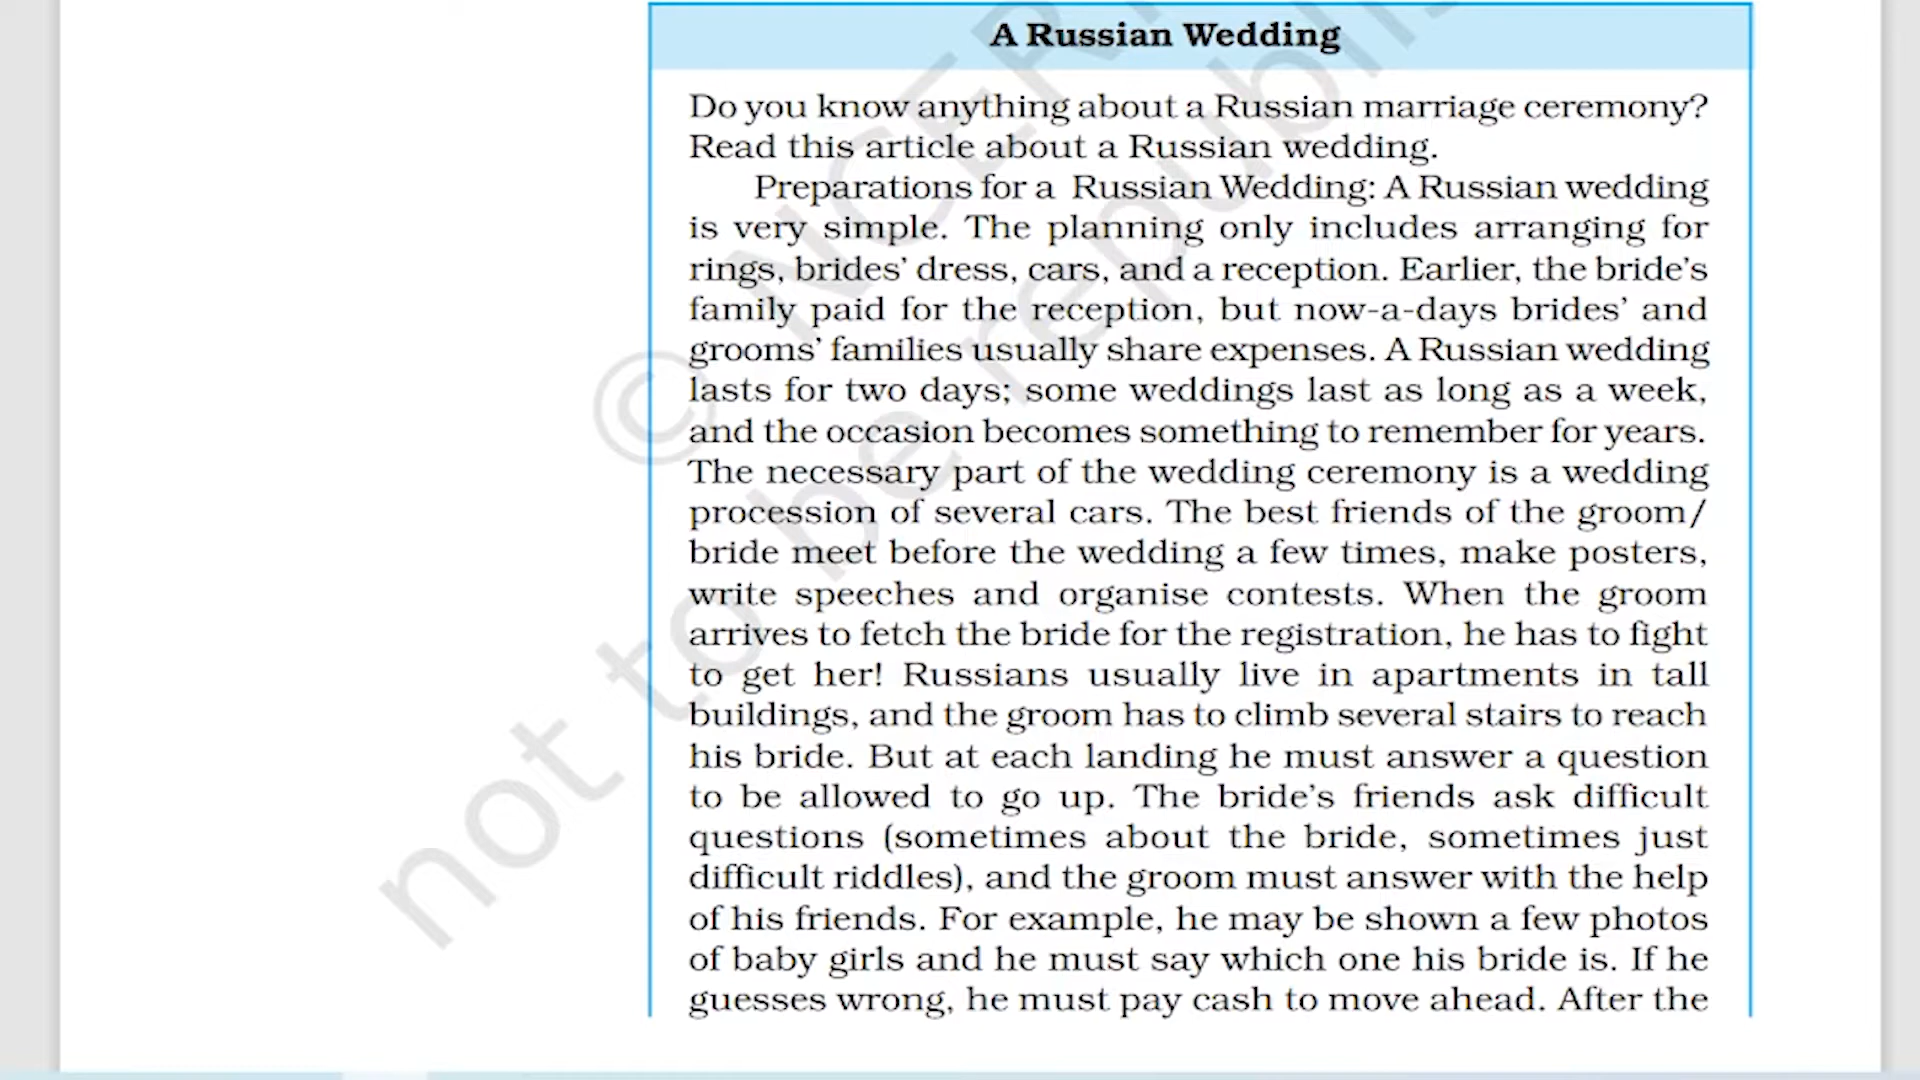 A Russian Wedding
Do you know anything about a Russian marriage ceremony?
Read this article about a Russian wedding.
Preparations for a Russian Wedding: A Russian wedding
is very simple. The planning only includes arranging for
rings, brides’ dress, cars, and a reception. Earlier, the bride’s
family paid for the reception, but now-a-days brides’ and
grooms’ families usually share expenses. A Russian wedding
lasts for two days; some weddings last as long as a week,
and the occasion becomes something to remember for years.
The necessary part of the wedding ceremony is a wedding
procession of several cars. The best friends of the groom/
bride meet before the wedding a few times, make posters,
write speeches and organise contests. When the groom
arrives to fetch the bride for the registration, he has to fight
to get her! Russians usually live in apartments in tall
buildings, and the groom has to climb several stairs to reach
his bride. But at each landing he must answer a question
to be allowed to go up. The bride’s friends ask difficult
questions (sometimes about the bride, sometimes just
difficult riddles), and the groom must answer with the help
of his friends. For example, he may be shown a few photos
of baby girls and he must say which one his bride is. If he
guesses wrong, he must pay cash to move ahead. After the
© NCER
not to be republis